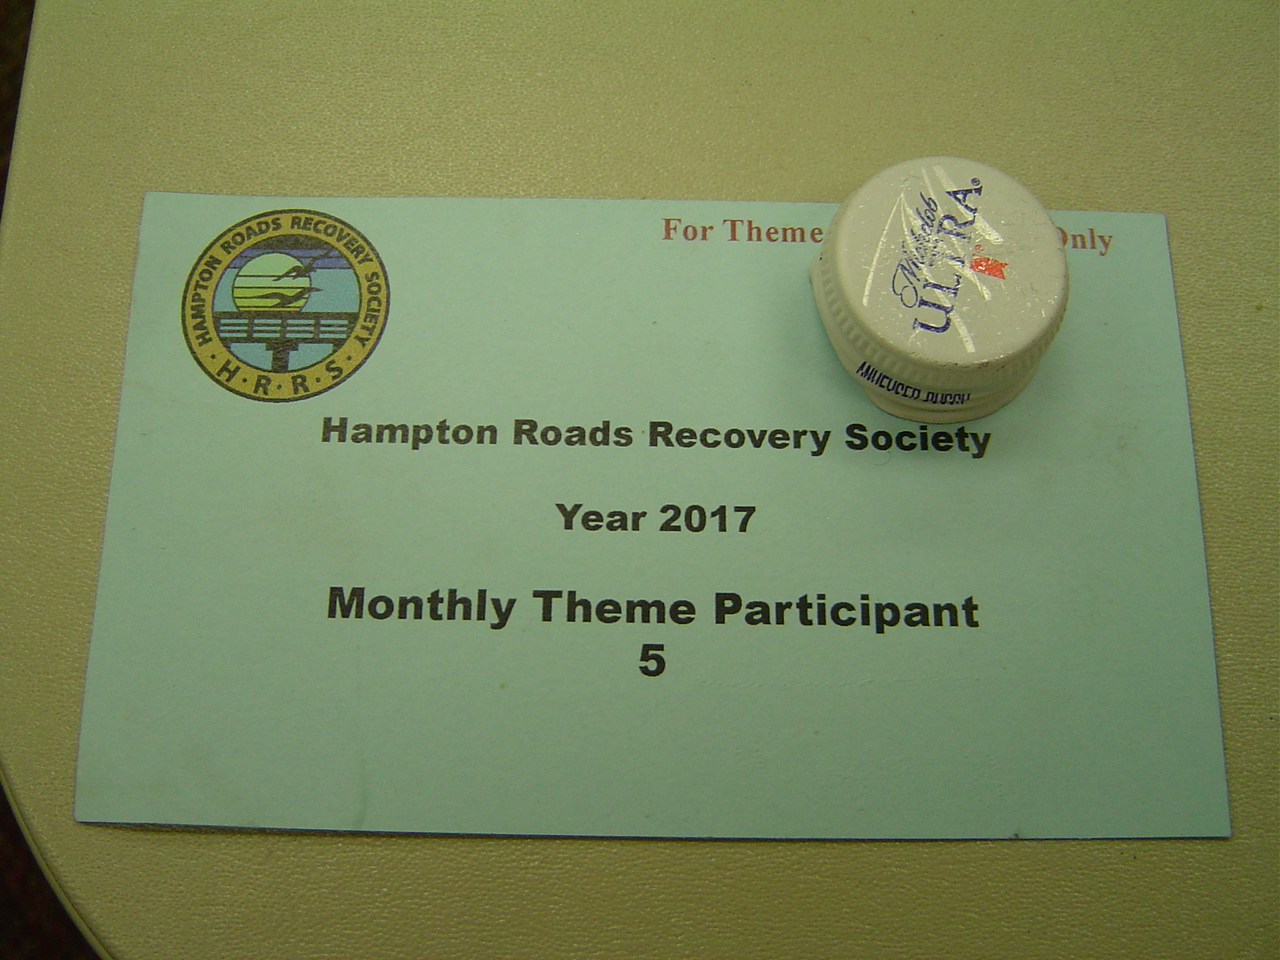 HAMPTON ROADS RECOVERY SOCIETY
H · R · R · S
For Theme
Only
Michelob
ULTRA
Hampton Roads Recovery Society
Year 2017
Monthly Theme Participant
5